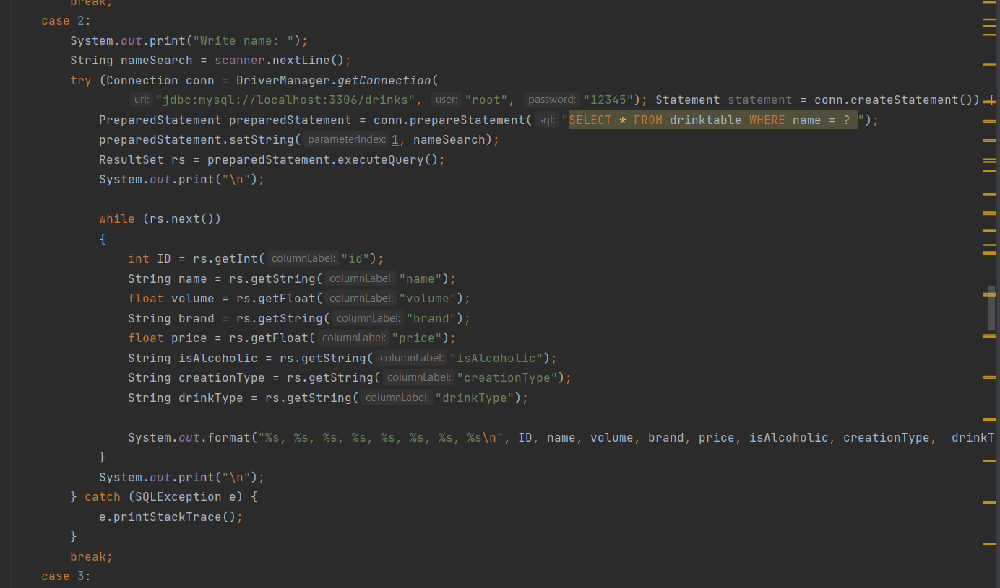 break;
case 2:
System.out.print("Write name: ");
String nameSearch = scanner.nextLine();
try (Connection conn = DriverManager.getConnection(
url: "jdbc:mysql://localhost:3306/drinks", user: "root", password: "12345"); Statement statement = conn.createStatement()) {
PreparedStatement preparedStatement = conn.prepareStatement( sql: "SELECT * FROM drinktable WHERE name = ? ");
preparedStatement.setString( parameterIndex: 1, nameSearch);
ResultSet rs = preparedStatement.executeQuery();
System.out.print("\n");
while (rs.next())
{
int ID = rs.getInt( columnLabel: "id");
String name = rs.getString( columnLabel: "name");
float volume = rs.getFloat( columnLabel: "volume");
String brand = rs.getString( columnLabel: "brand");
float price = rs.getFloat( columnLabel: "price");
String isAlcoholic = rs.getString( columnLabel: "isAlcoholic");
String creationType = rs.getString( columnLabel: "creationType");
String drinkType = rs.getString( columnLabel: "drinkType");
System.out.format("%s, %s, %s, %s, %s, %s, %s, %s\n", ID, name, volume, brand, price, isAlcoholic, creationType,  drinkT
}
System.out.print("\n");
} catch (SQLException e) {
e.printStackTrace();
}
break;
case 3: